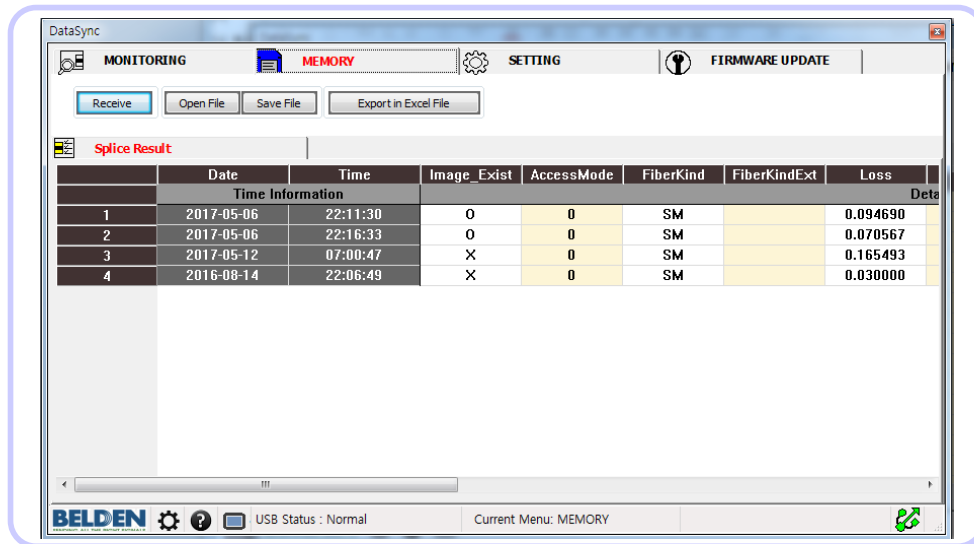 DataSync
MONITORING MEMORY SETTING FIRMWARE UPDATE
Receive Open File Save File Export in Excel File
Splice Result
Date Time Image_Exist AccessMode FiberKind FiberKindExt Loss
Time Information Deta
1 2017-05-06 22:11:30 O 0 SM 0.094690
2 2017-05-06 22:16:33 O 0 SM 0.070567
3 2017-05-12 07:00:47 X 0 SM 0.165493
4 2016-08-14 22:06:49 X 0 SM 0.030000
BELDEN USB Status : Normal Current Menu: MEMORY